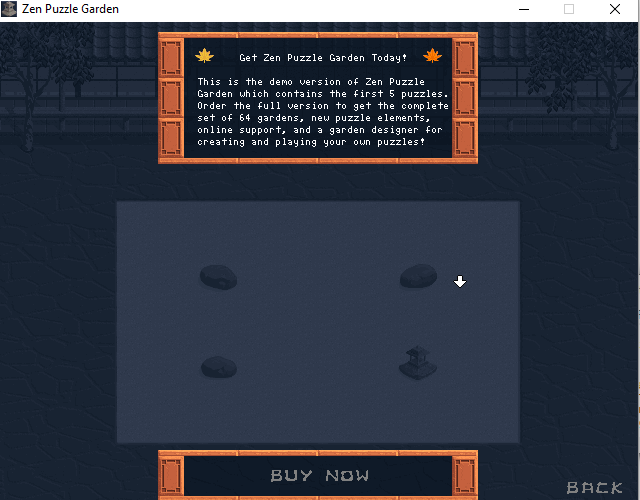 Zen Puzzle Garden
Get Zen Puzzle Garden Today!
This is the demo version of Zen Puzzle
Garden which contains the first 5 puzzles.
Order the full version to get the complete
set of 64 gardens, new puzzle elements,
online support, and a garden designer for
creating and playing your own puzzles!
BUY NOW
BACK